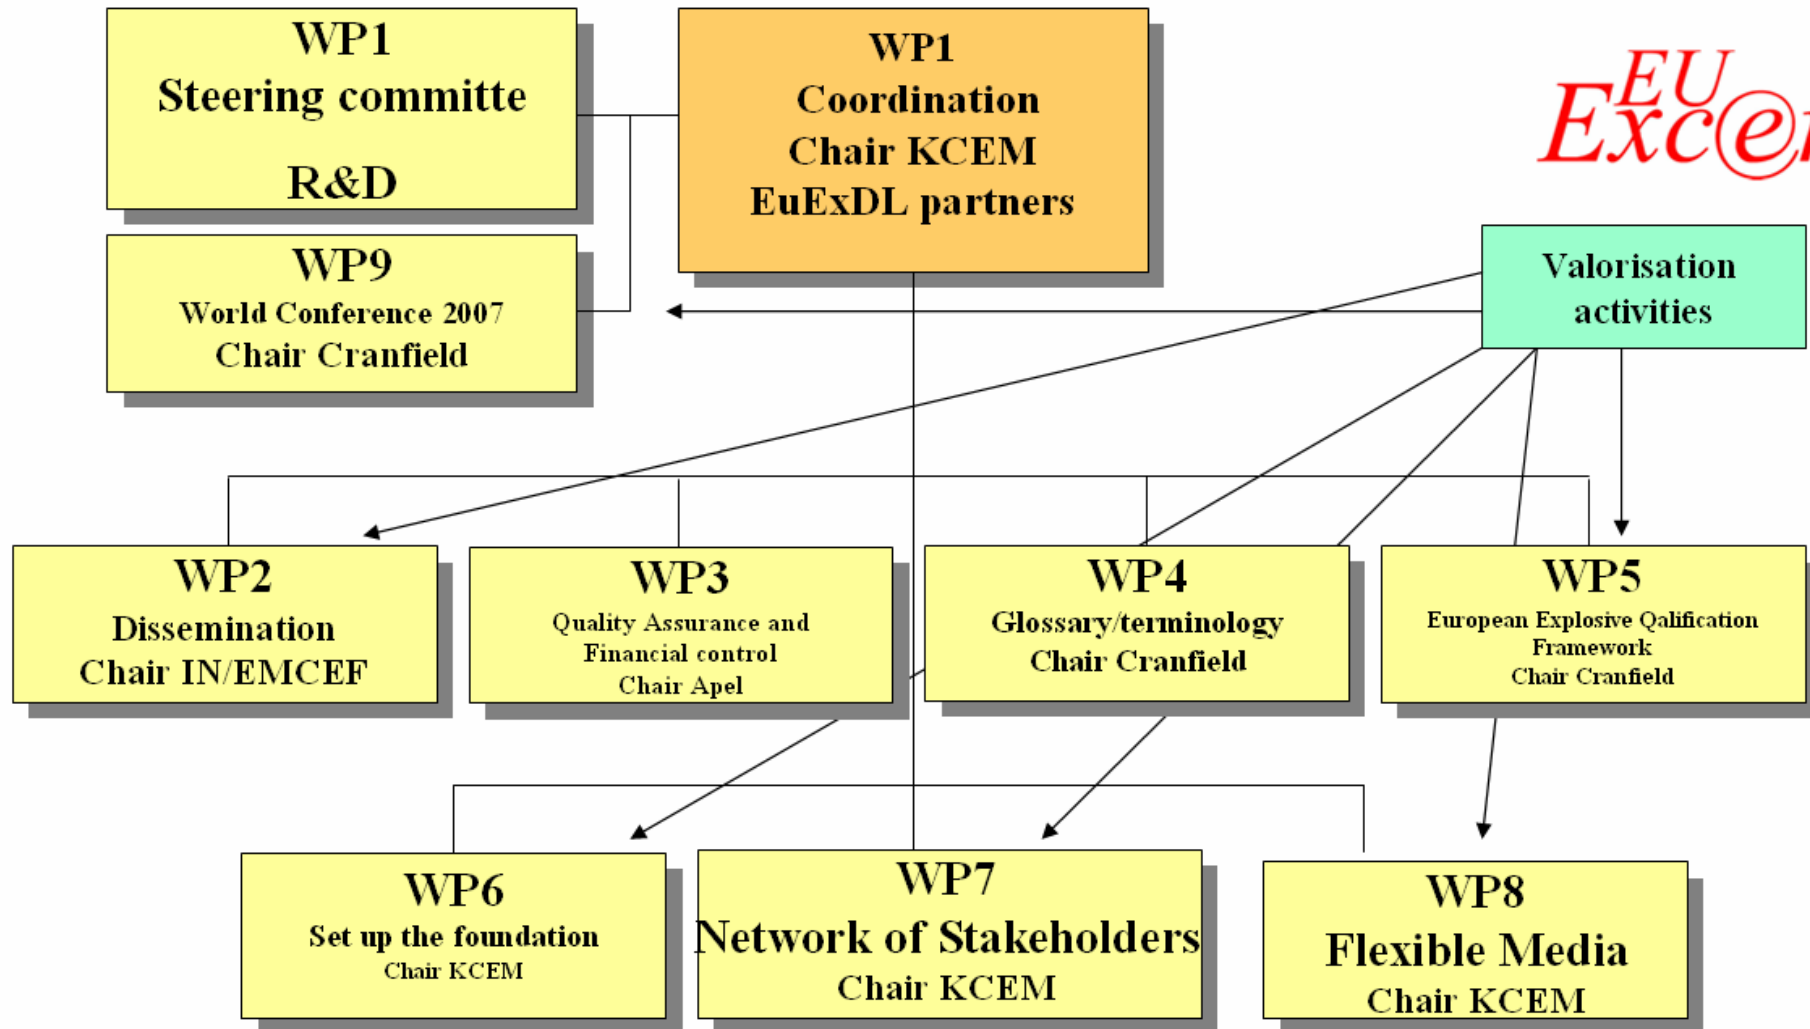 WP1
Steering committe
R&D
WP1
Coordination
Chair KCEM
EuExDL partners
EU
WP9
World Conference 2007
Chair Cranfield
Valorisation
activities
WP2
Dissemination
Chair IN/EMCEF
WP3
Quality Assurance and
Financial control
Chair Apel
WP4
Glossary/terminology
Chair Cranfield
WP5
European Explosive Qalification
Framework
Chair Cranfield
WP6
Set up the foundation
Chair KCEM
WP7
Network of Stakeholders
Chair KCEM
WP8
Flexible Media
Chair KCEM